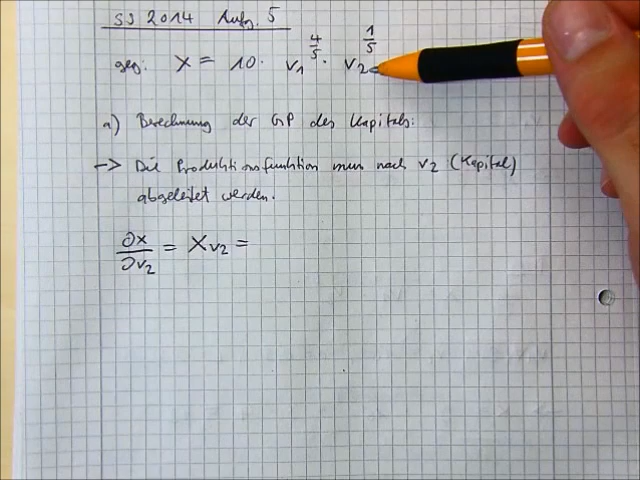 SS 2014 Aufg. 5
geg: x = 10 · v₁^(4/5) · v₂^(1/5)
a) Berechnung der GP des Kapitals:
-> Die Produktionsfunktion muss nach v₂ (Kapital)
abgeleitet werden.
∂x/∂v₂ = Xv₂ =